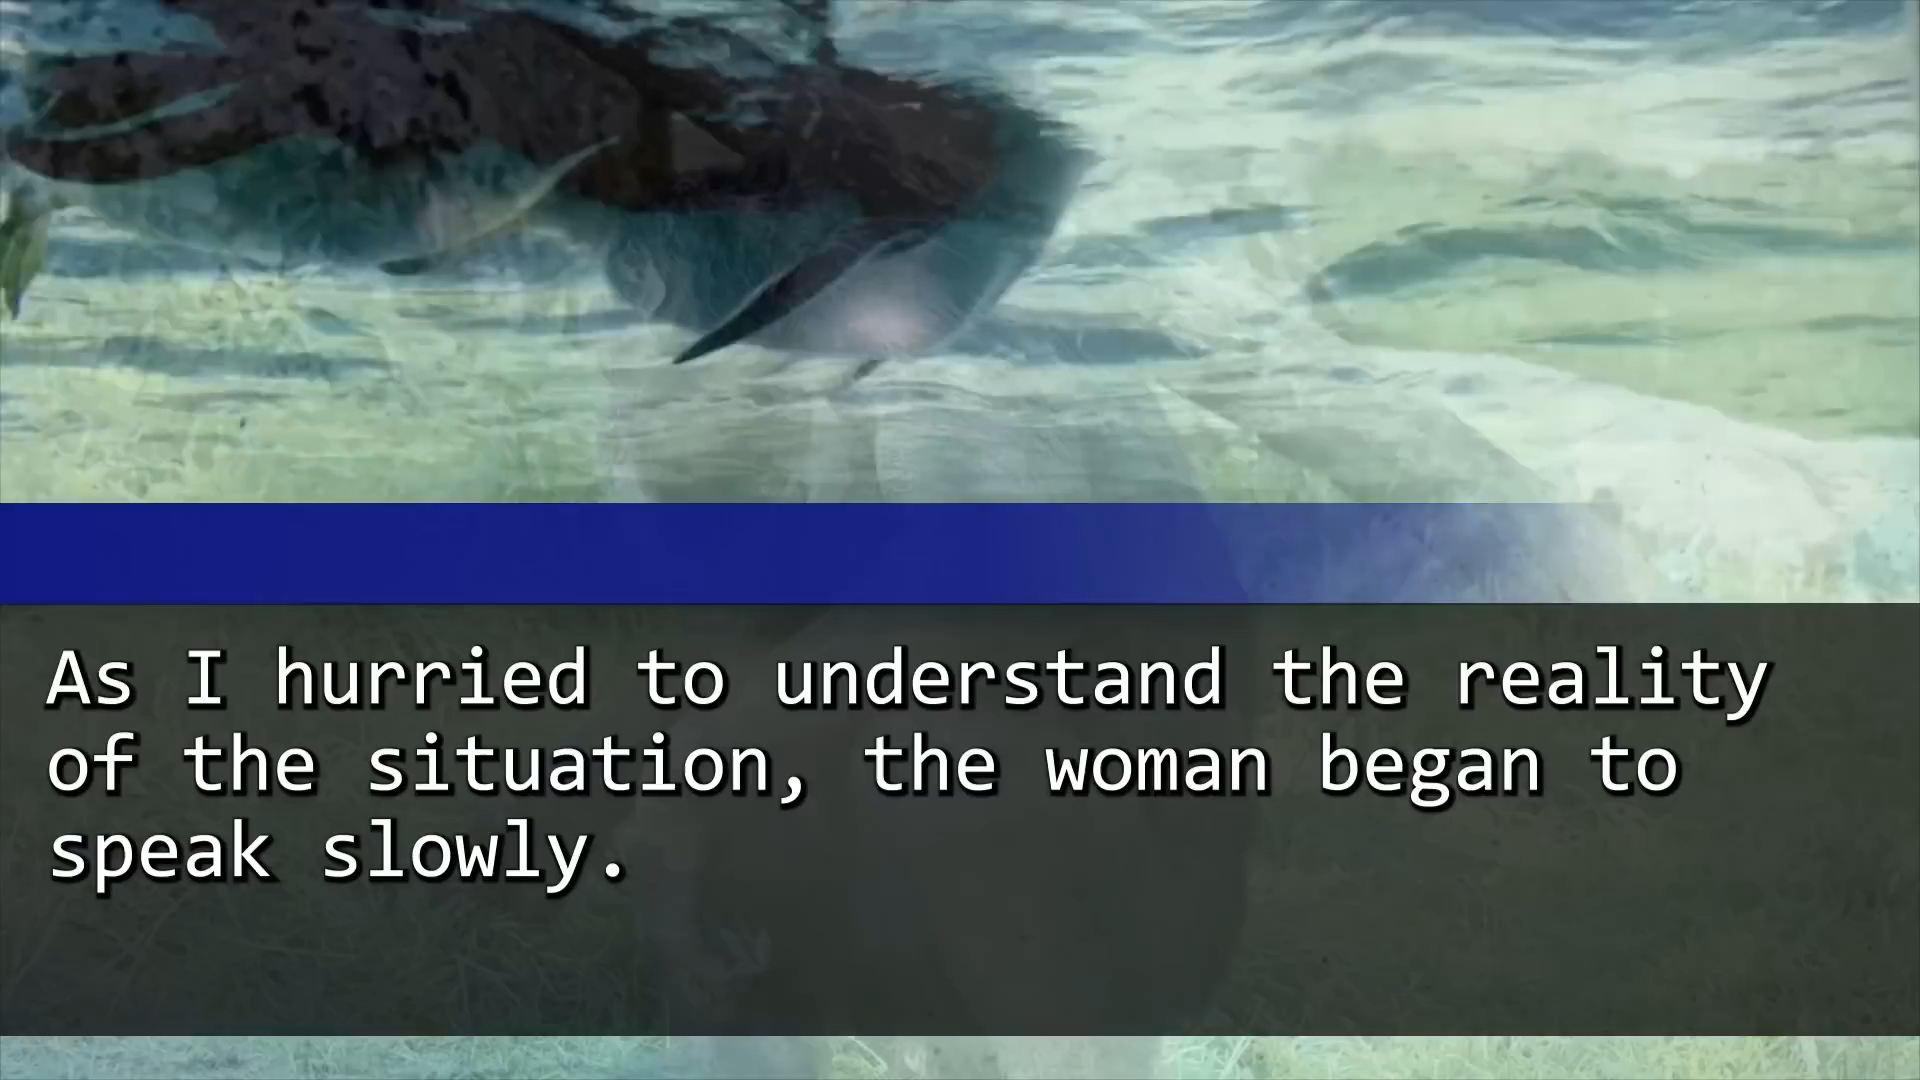 As I hurried to understand the reality
of the situation, the woman began to
speak slowly.